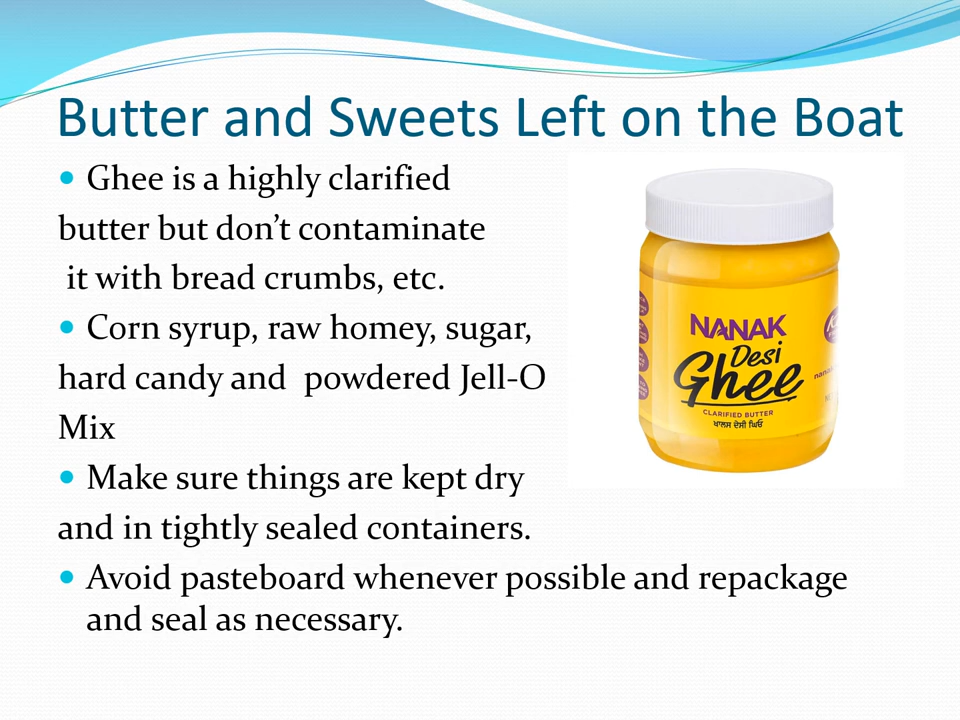 Butter and Sweets Left on the Boat
• Ghee is a highly clarified
butter but don’t contaminate
it with bread crumbs, etc.
• Corn syrup, raw homey, sugar,
hard candy and powdered Jell-O
Mix
• Make sure things are kept dry
and in tightly sealed containers.
• Avoid pasteboard whenever possible and repackage
and seal as necessary.
NANAK
Desi
Ghee
CLARIFIED BUTTER
ਖਾਲਸ ਦੇਸੀ ਘਿਓ